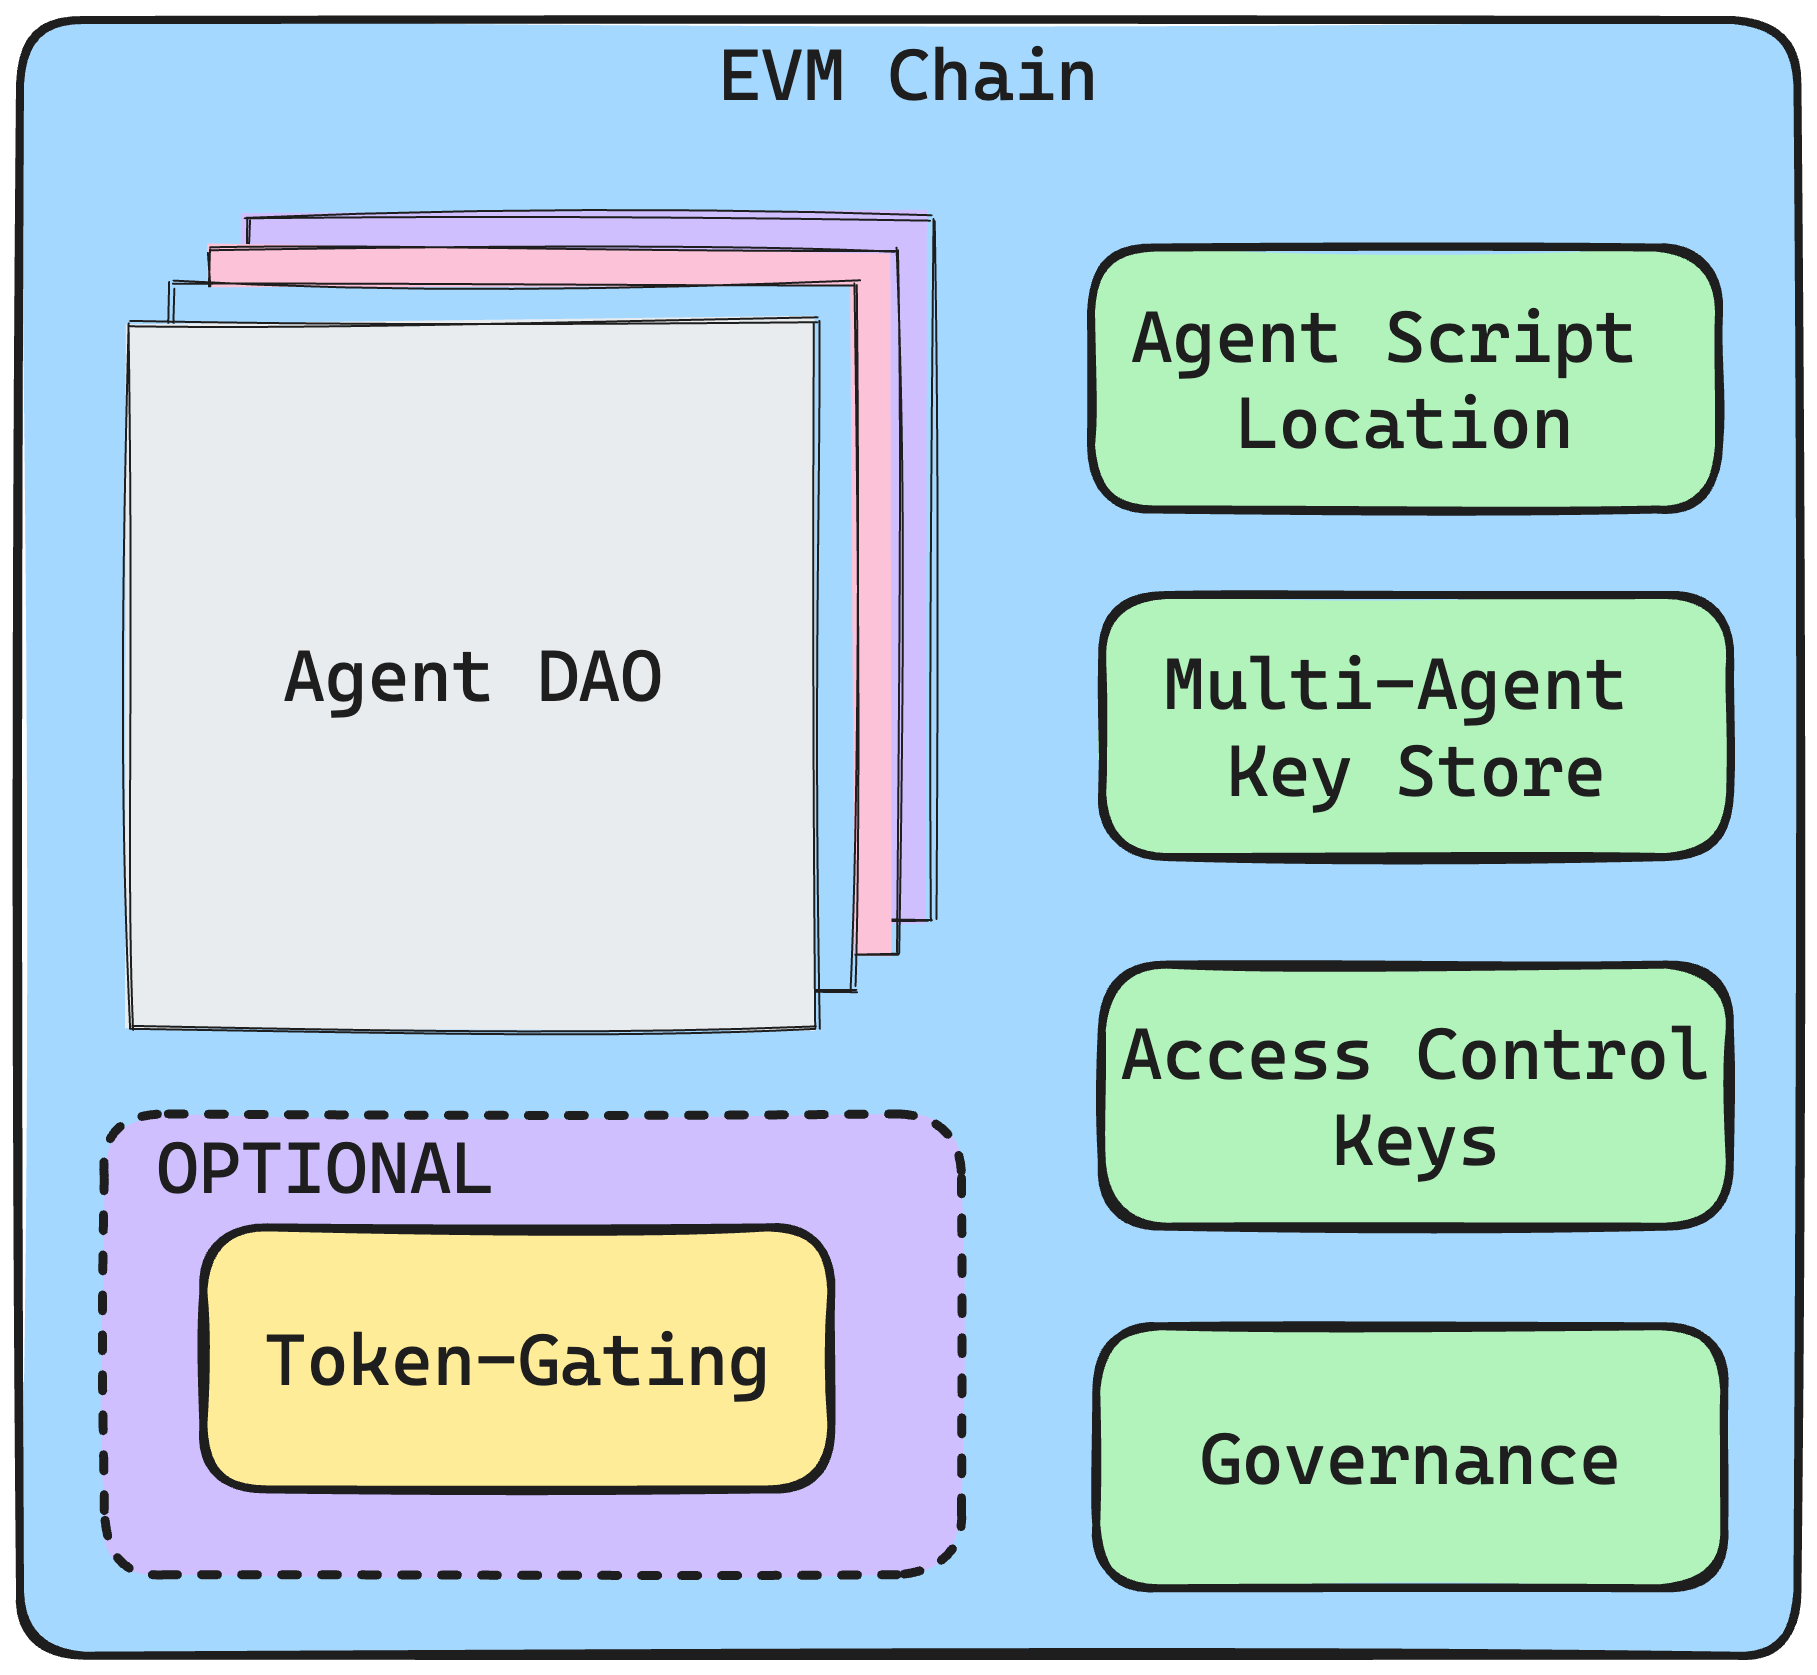 EVM Chain
Agent DAO
OPTIONAL
Token-Gating
Agent Script
Location
Multi-Agent
Key Store
Access Control
Keys
Governance